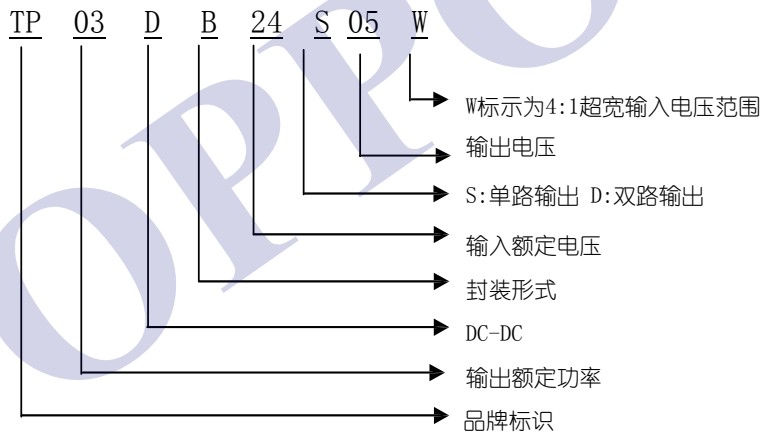 TP 03 D B 24 S 05 W
W标示为4:1超宽输入电压范围
输出电压
S:单路输出 D:双路输出
输入额定电压
封装形式
DC-DC
输出额定功率
品牌标识
OPPO